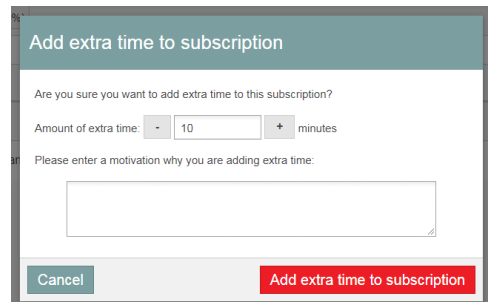 Add extra time to subscription
Are you sure you want to add extra time to this subscription?
Amount of extra time: - 10 + minutes
Please enter a motivation why you are adding extra time:
Cancel Add extra time to subscription